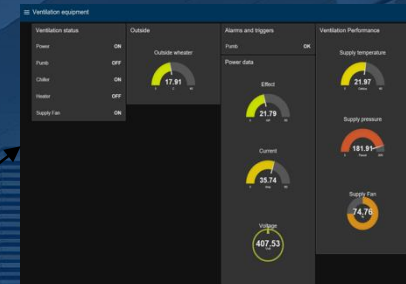 Ventilation equipment
Ventilation status
Power ON
Pumb OFF
Chiller ON
Heater OFF
Supply Fan ON
Outside
Outside wheater
17.91
Alarms and triggers
Pumb OK
Power data
Effect
21.79
Current
35.74
Voltage
407.53
Ventilation Performance
Supply temperature
21.97
Supply pressure
181.91
Supply Fan
74.76